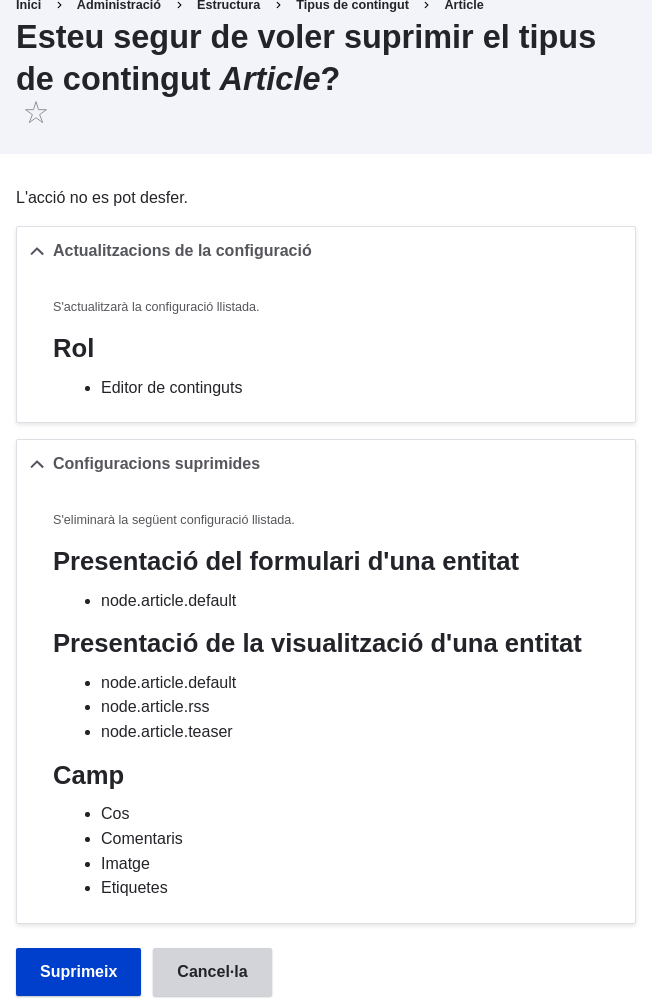 Inici > Administració > Estructura > Tipus de contingut > Article
Esteu segur de voler suprimir el tipus
de contingut Article?
L'acció no es pot desfer.
Actualitzacions de la configuració
S'actualitzarà la configuració llistada.
Rol
• Editor de continguts
Configuracions suprimides
S'eliminarà la següent configuració llistada.
Presentació del formulari d'una entitat
• node.article.default
Presentació de la visualització d'una entitat
• node.article.default
• node.article.rss
• node.article.teaser
Camp
• Cos
• Comentaris
• Imatge
• Etiquetes
Suprimeix Cancel·la